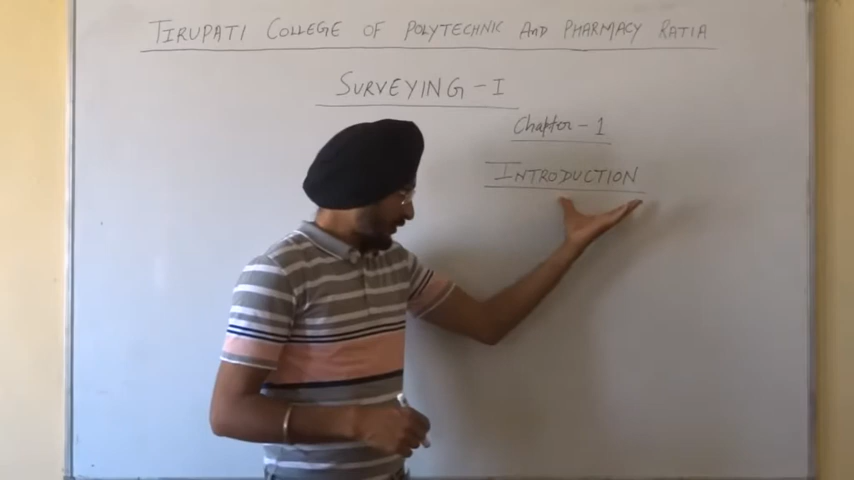 TIRUPATI COLLEGE OF POLYTECHNIC AND PHARMACY RATIA
SURVEYING - I
Chapter - 1
INTRODUCTION